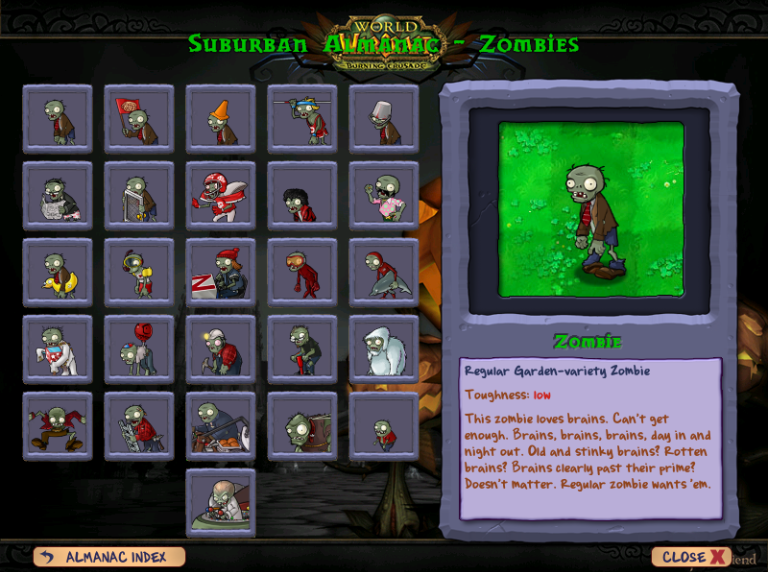 WORLD
Suburban Almanac - Zombies
BURNING CRUSADE
Zombie
Regular Garden-variety Zombie
Toughness: low
This zombie loves brains. Can't get
enough. Brains, brains, brains, day in and
night out. Old and stinky brains? Rotten
brains? Brains clearly past their prime?
Doesn't matter. Regular zombie wants 'em.
ALMANAC INDEX
CLOSE X